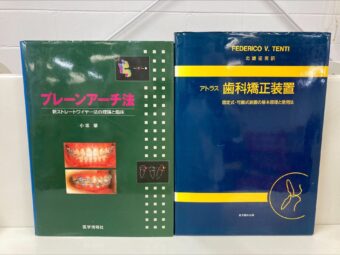 プレーンアーチ法
新ストレートワイヤー法の理論と臨床
小坂 肇
医学情報社
FEDERICO V. TENTI
アトラス 歯科矯正装置
固定式・可撤式装置の基本原理と使用法